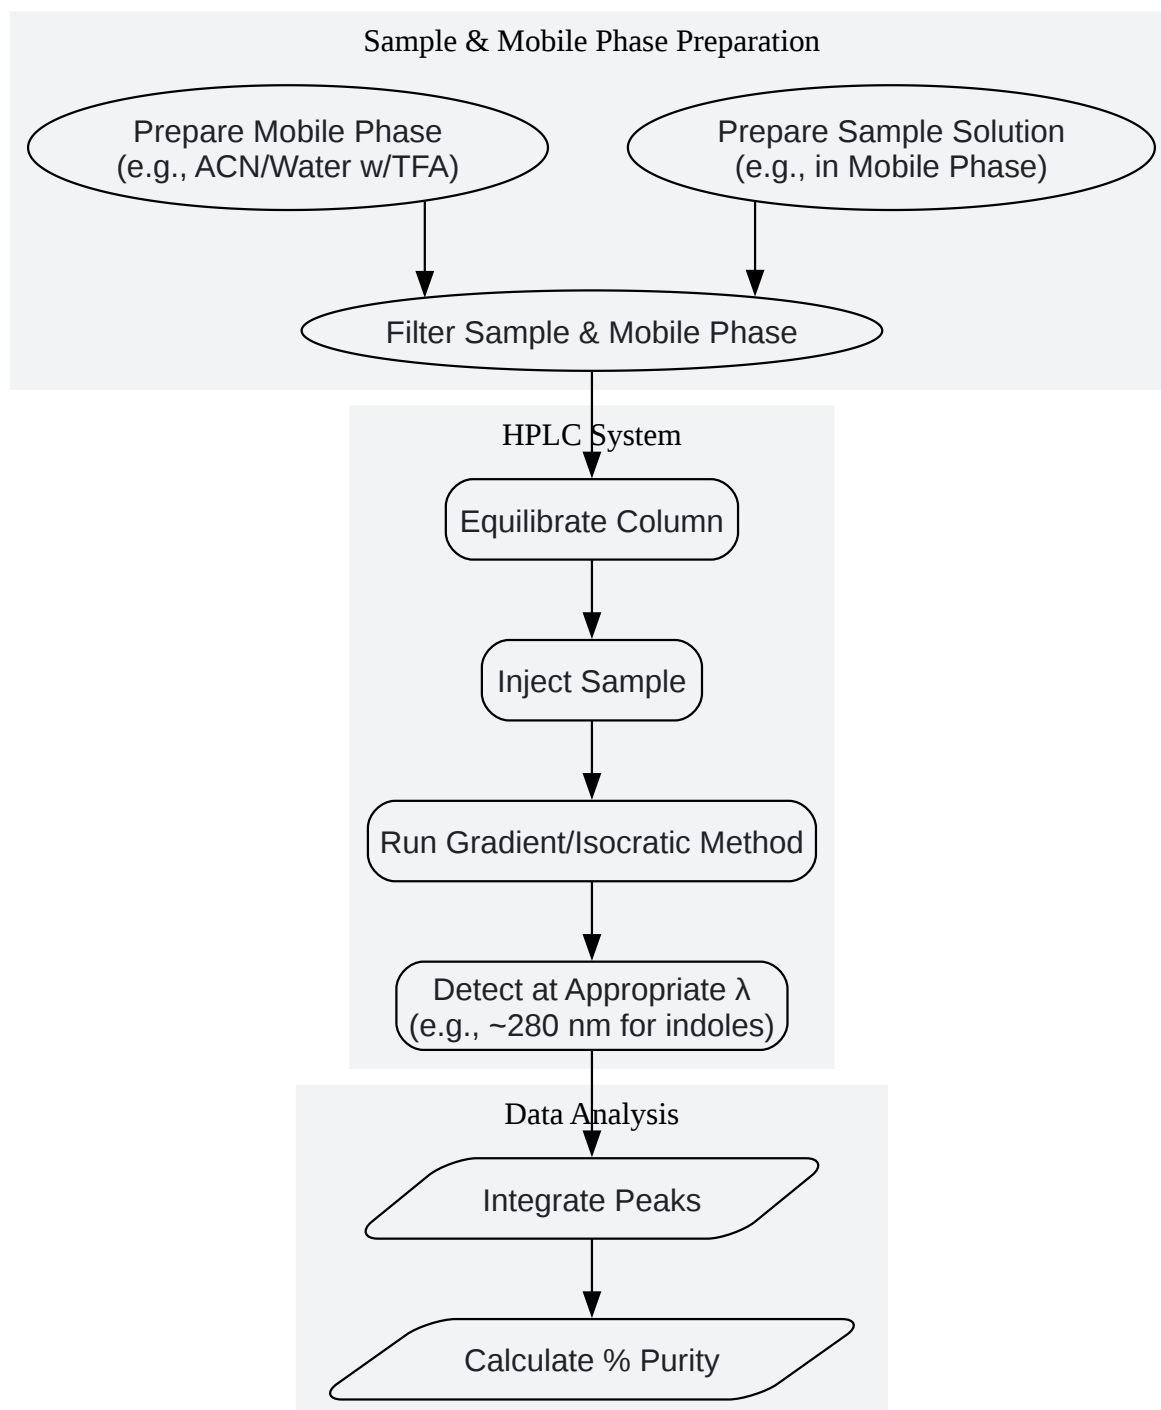 Sample & Mobile Phase Preparation
Prepare Mobile Phase
(e.g., ACN/Water w/TFA)
Prepare Sample Solution
(e.g., in Mobile Phase)
Filter Sample & Mobile Phase
HPLC System
Equilibrate Column
Inject Sample
Run Gradient/Isocratic Method
Detect at Appropriate λ
(e.g., ~280 nm for indoles)
Data Analysis
Integrate Peaks
Calculate % Purity